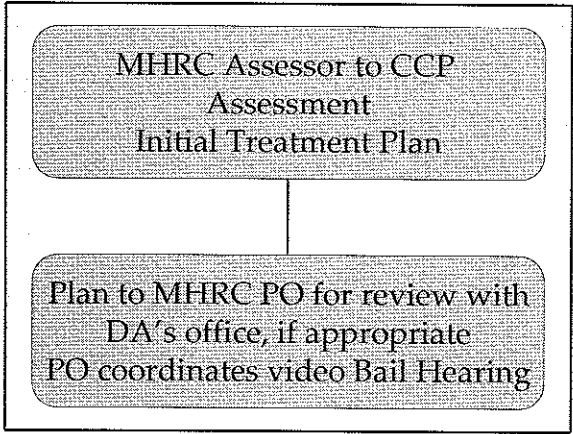 MHRC Assessor to CCP
Assessment
Initial Treatment Plan
Plan to MHRC PO for review with
DA's office, if appropriate
PO coordinates video Bail Hearing